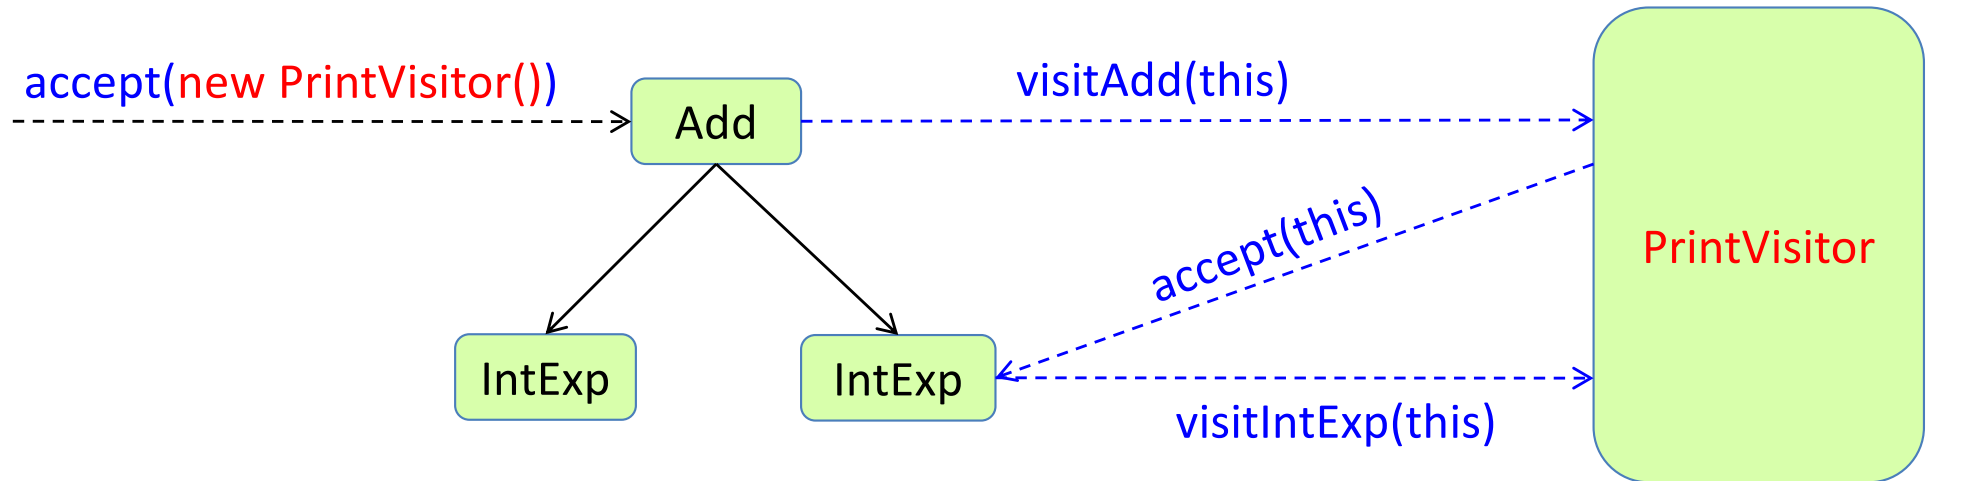 accept(new PrintVisitor())
Add
visitAdd(this)
accept(this)
PrintVisitor
IntExp
IntExp
visitIntExp(this)